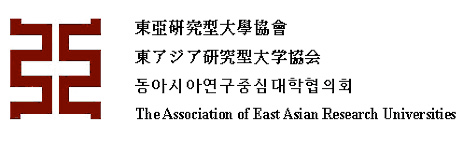 東亞研究型大學協會
東アジア研究型大学協会
동아시아연구중심대학협의회
The Association of East Asian Research Universities